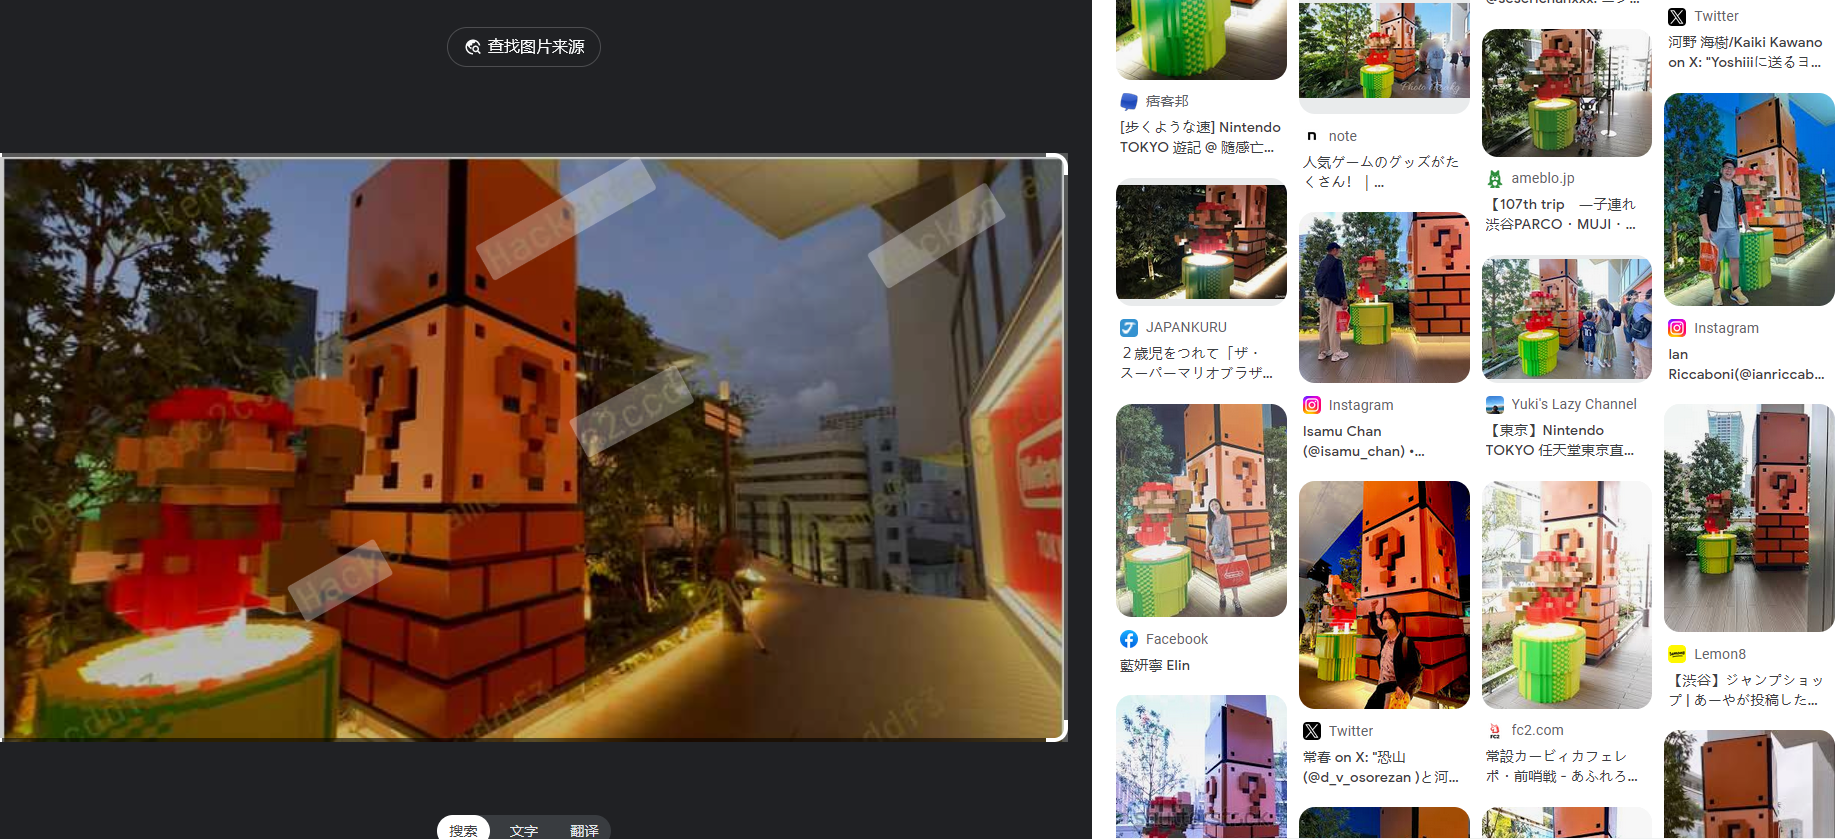 查找图片来源
Hackerga
Hackergam
c2ccd
Hack
搜索
文字
翻译
痞客邦
[歩くような速] Nintendo
TOKYO 遊記 @ 隨感亡...
JAPANKURU
２歳児をつれて「ザ・
スーパーマリオブラザ...
Facebook
藍妍寧 Elin
note
人気ゲームのグッズがた
くさん！｜...
Instagram
Isamu Chan
(@isamu_chan) •...
Twitter
常春 on X: "恐山
(@d_v_osorezan )と河...
ameblo.jp
【107th trip ―子連れ
渋谷PARCO・MUJI・...
Yuki's Lazy Channel
【東京】Nintendo
TOKYO 任天堂東京直...
fc2.com
常設カービィカフェレ
ポ・前哨戦 - あふれろ...
Twitter
河野 海樹/Kaiki Kawano
on X: "Yoshiiiに送るヨ...
Instagram
Ian
Riccaboni(@ianriccab...
Lemon8
【渋谷】ジャンプショッ
プ | あーやが投稿した...